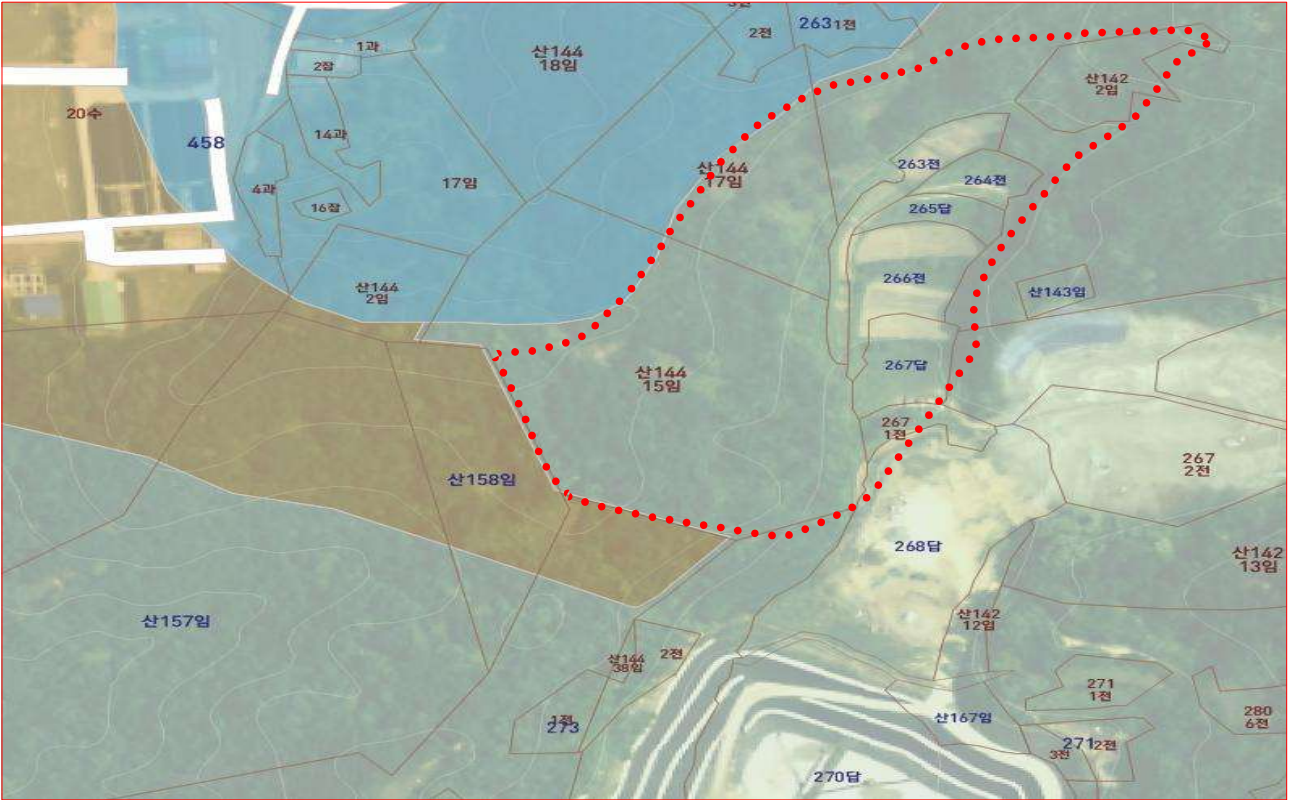 2전
263 1전
1과
산144
18임
2잡
산142
2임
20수
14과
458
263전
산144
17임
264전
17임
4과
265답
16잡
266전
산144
2임
산143임
267답
산144
15임
267
1전
267
2전
산158임
268답
산142
13임
산142
12임
산157임
산144
38임
2전
271
1전
280
6전
1전
273
산167임
271 2전
3전
270답